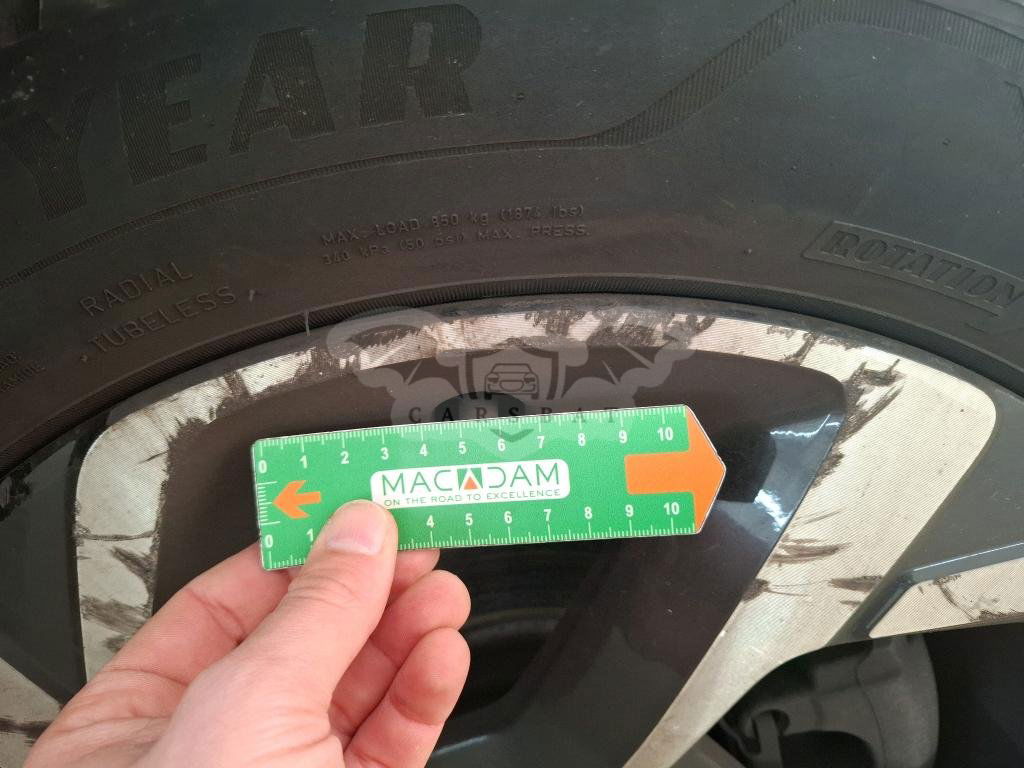 YEAR
MAX. LOAD 850 kg (1874 lbs)
340 kPa (50 psi) MAX. PRESS.
RADIAL
TUBELESS
ROTATION
CARSBAT
0 1 2 3 4 5 6 7 8 9 10
MACADAM
ON THE ROAD TO EXCELLENCE
0 1 4 5 6 7 8 9 10